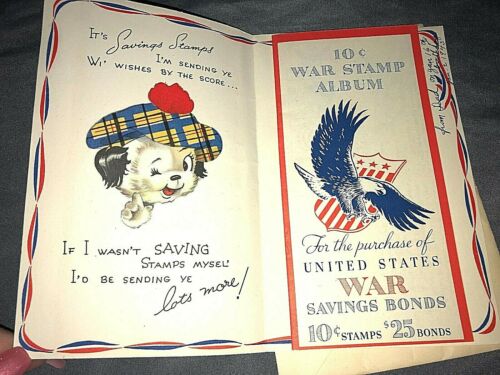 It's Savings Stamps
I'm sending ye
Wi' wishes by the score...
If I wasn't SAVING
stamps mysel'
I'd be sending ye
lots more!
10¢
WAR STAMP
ALBUM
For the purchase of
UNITED STATES
WAR
SAVINGS BONDS
10¢ STAMPS $25 BONDS